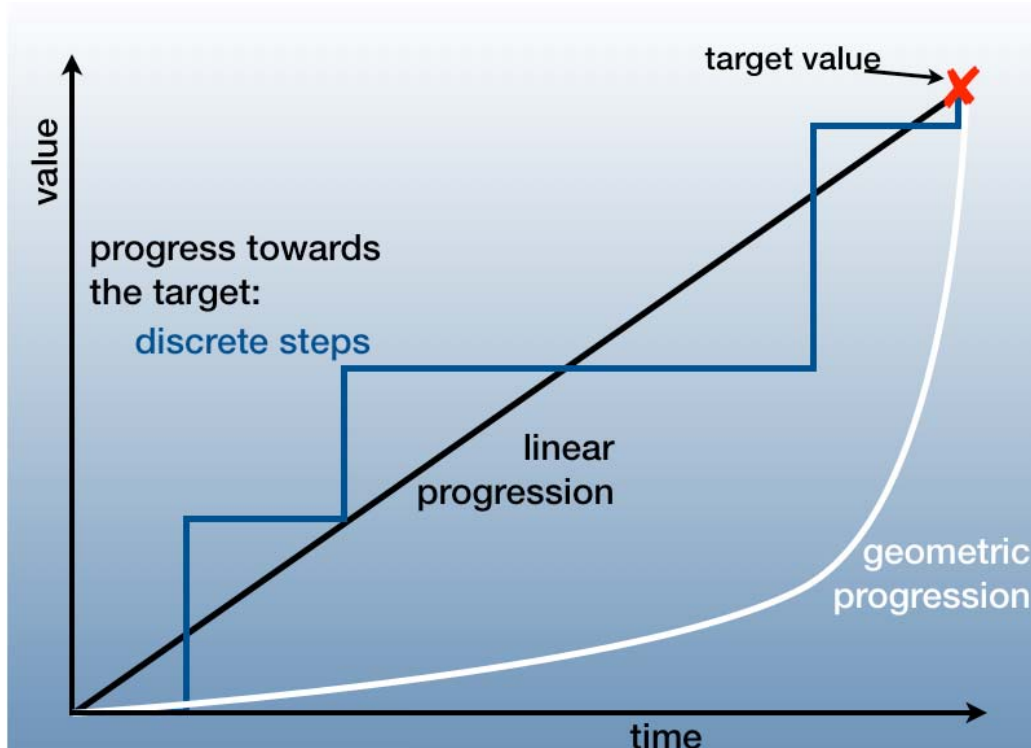 target value
value
progress towards
the target:
discrete steps
linear
progression
geometric
progression
time